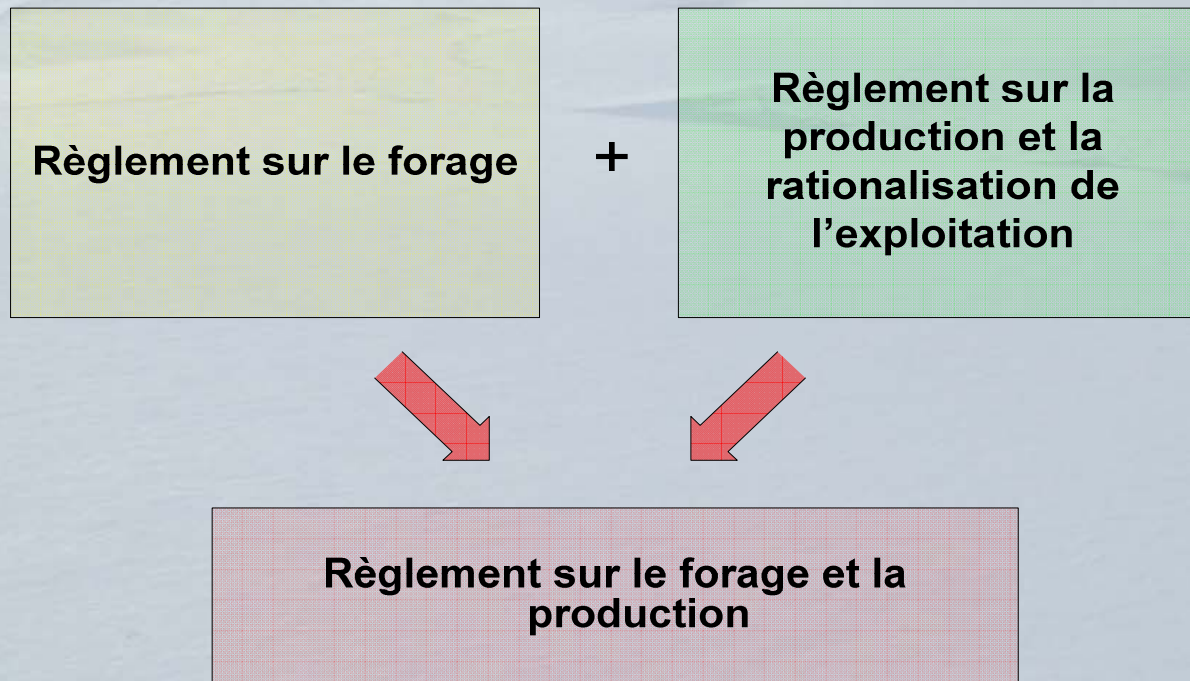 Règlement sur le forage
+
Règlement sur la
production et la
rationalisation de
l’exploitation
Règlement sur le forage et la
production